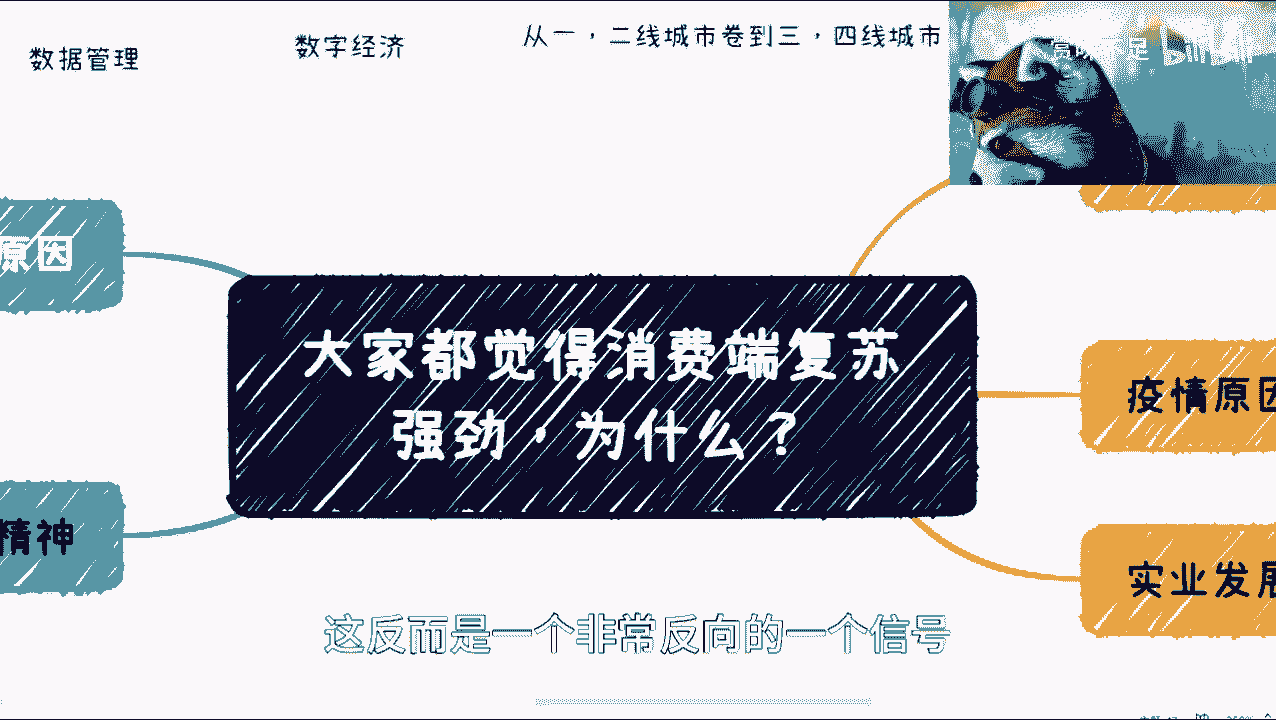 从一，二线城市卷到三，四线城市
数字经济
数据管理
原因
大家都觉得消费端复苏
强劲，为什么？
疫情原因
精神
实业发展
这反而是一个非常反向的一个信号